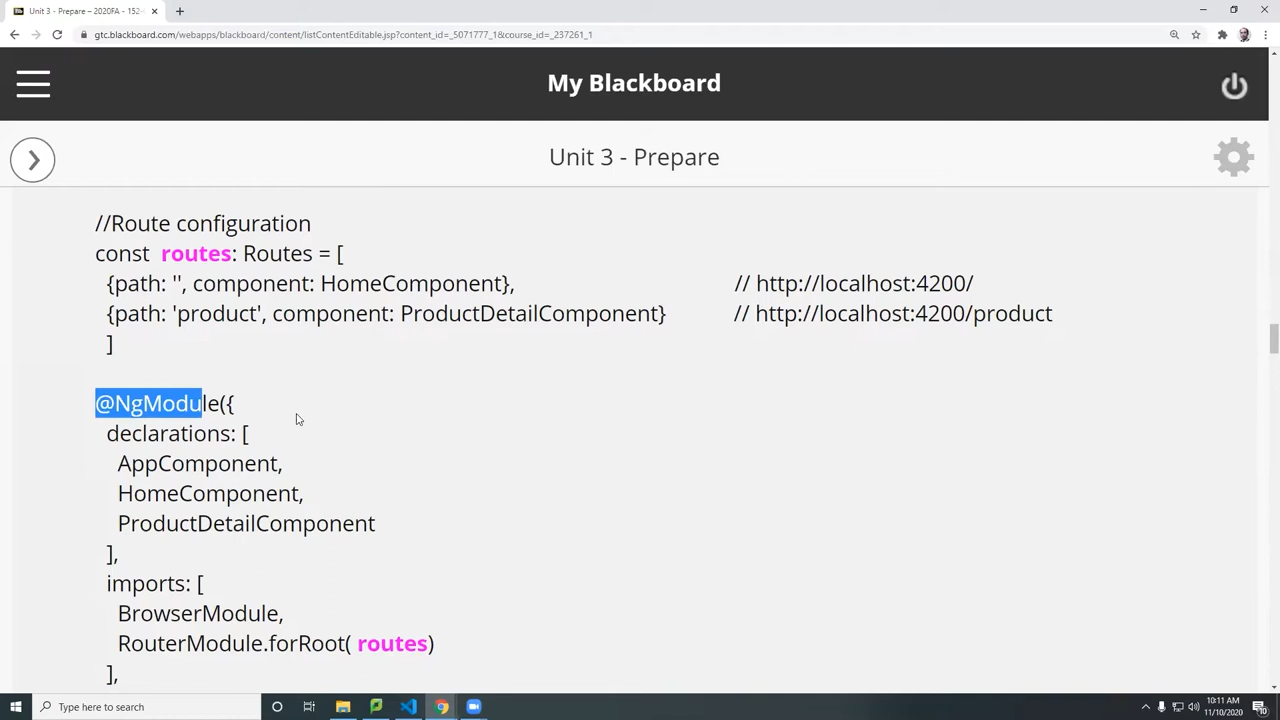 Unit 3 - Prepare – 2020FA - 152-
gtc.blackboard.com/webapps/blackboard/content/listContentEditable.jsp?content_id=_5071777_1&course_id=_237261_1
My Blackboard
Unit 3 - Prepare
//Route configuration
const routes: Routes = [
{path: '', component: HomeComponent}, // http://localhost:4200/
{path: 'product', component: ProductDetailComponent} // http://localhost:4200/product
]
@NgModule({
declarations: [
AppComponent,
HomeComponent,
ProductDetailComponent
],
imports: [
BrowserModule,
RouterModule.forRoot( routes)
],
Type here to search
10:11 AM
11/10/2020